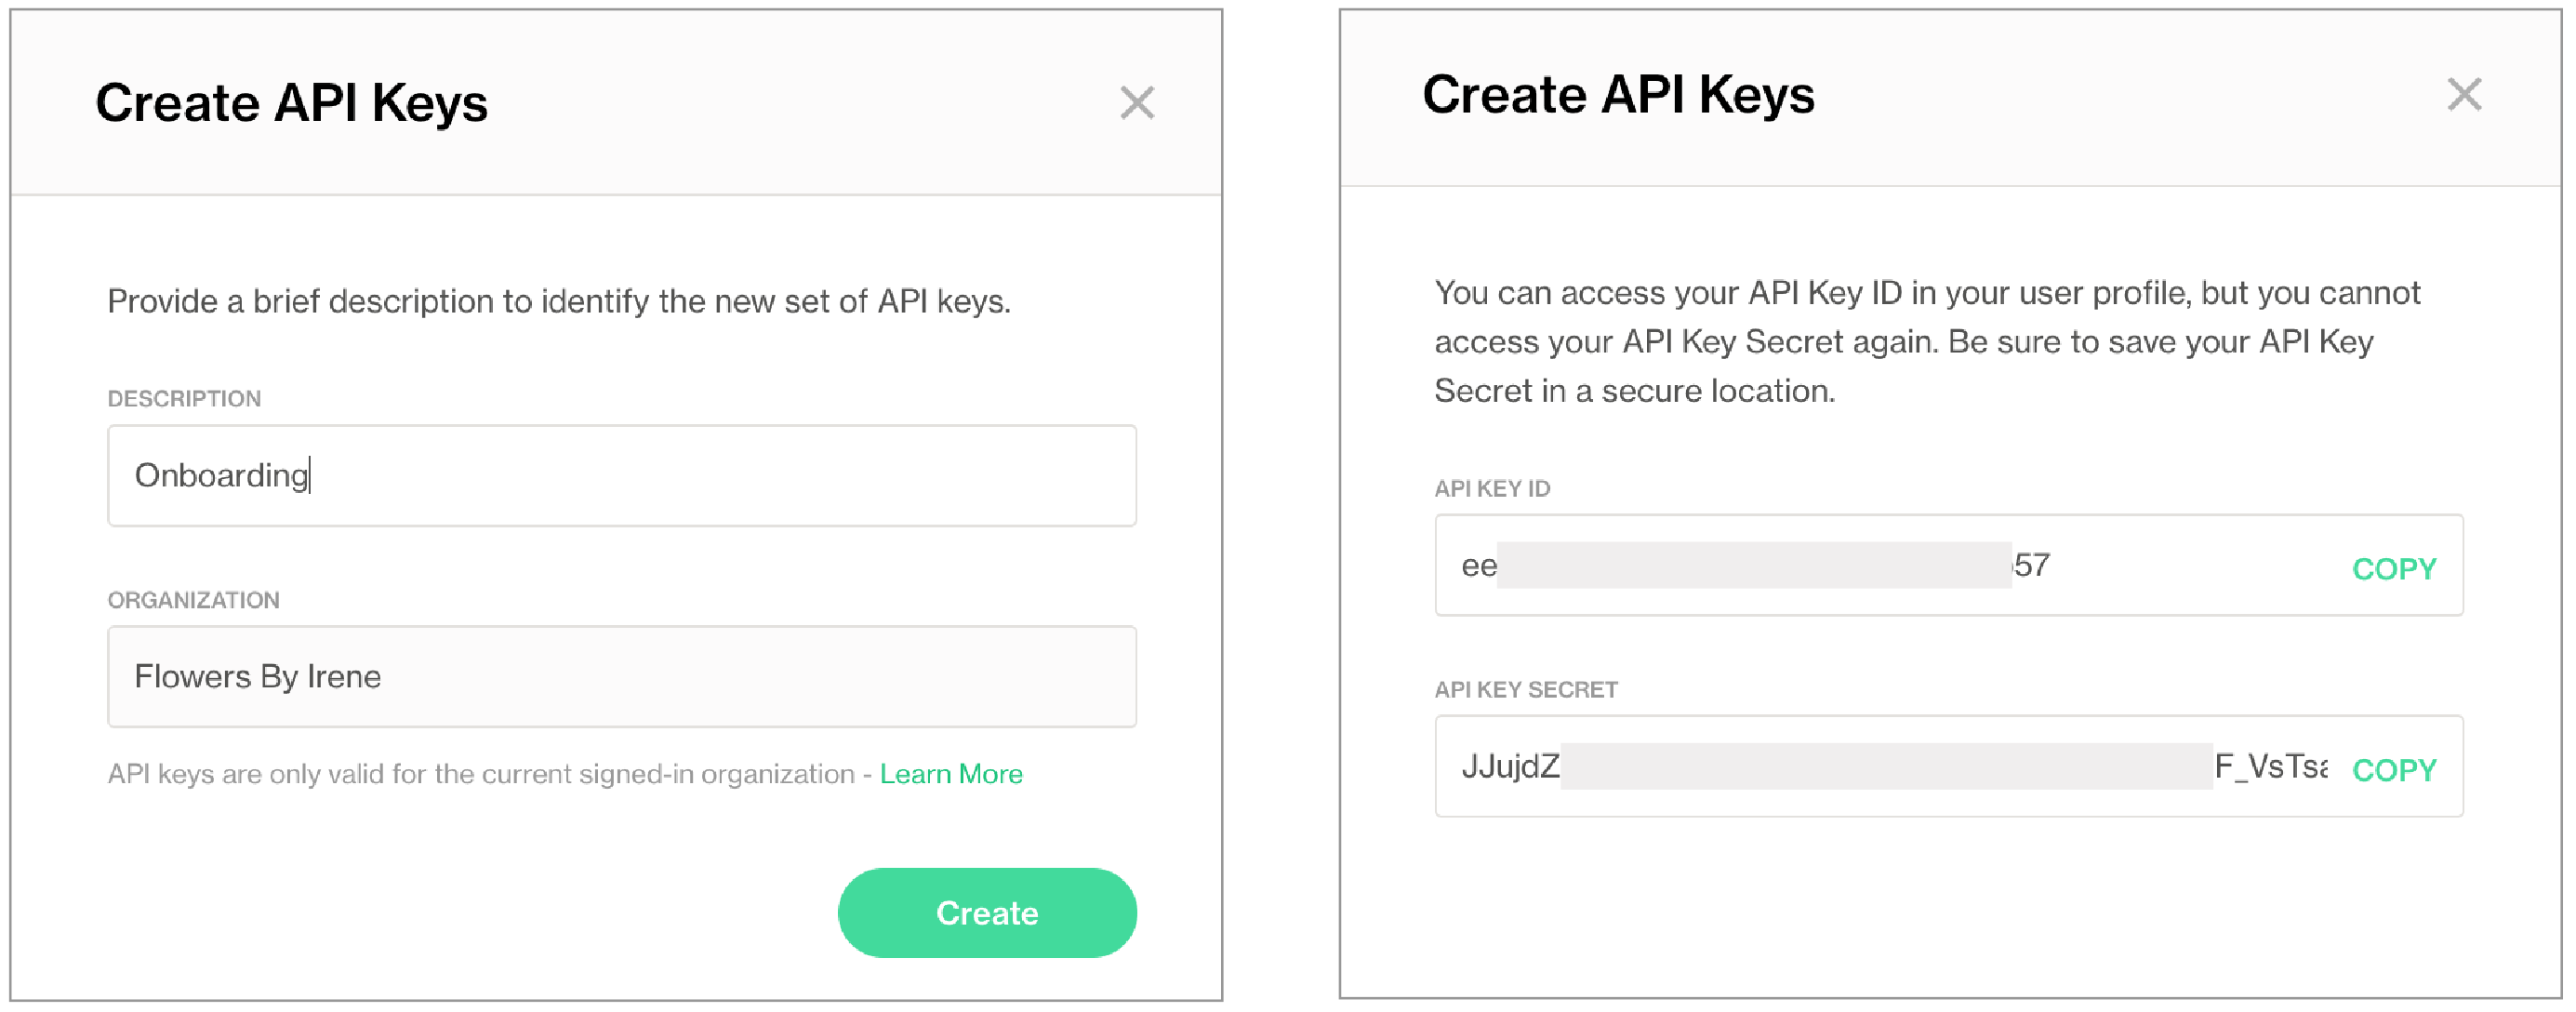 Create API Keys
Provide a brief description to identify the new set of API keys.
DESCRIPTION
Onboarding
ORGANIZATION
Flowers By Irene
API keys are only valid for the current signed-in organization - Learn More
Create
Create API Keys
You can access your API Key ID in your user profile, but you cannot
access your API Key Secret again. Be sure to save your API Key
Secret in a secure location.
API KEY ID
ee 57 COPY
API KEY SECRET
JJujdZ F_VsTsa COPY